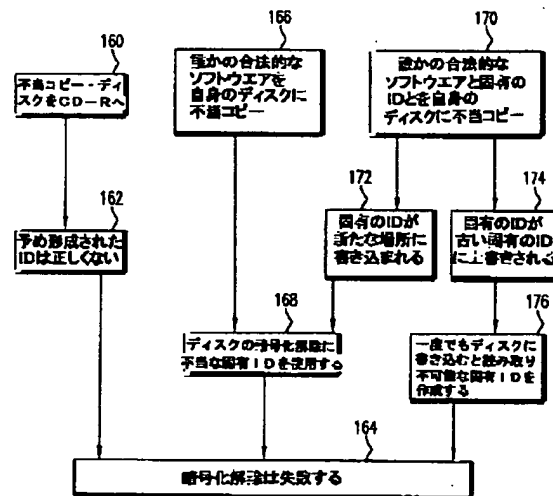 160
不当コピー・ディ
スクをCD-Rへ
166
誰かの合法的な
ソフトウエアを
自身のディスクに
不当コピー
170
誰かの合法的な
ソフトウエアと固有の
IDとを自身の
ディスクに不当コピー
162
予め形成された
IDは正しくない
172
固有のIDが
新たな場所に
書き込まれる
174
固有のIDが
古い固有のID
に上書きされる
168
ディスクの暗号化解除に
不当な固有IDを使用する
176
一度でもディスクに
書き込むと読み取り
不可能な固有IDを
作成する
164
暗号化解除は失敗する